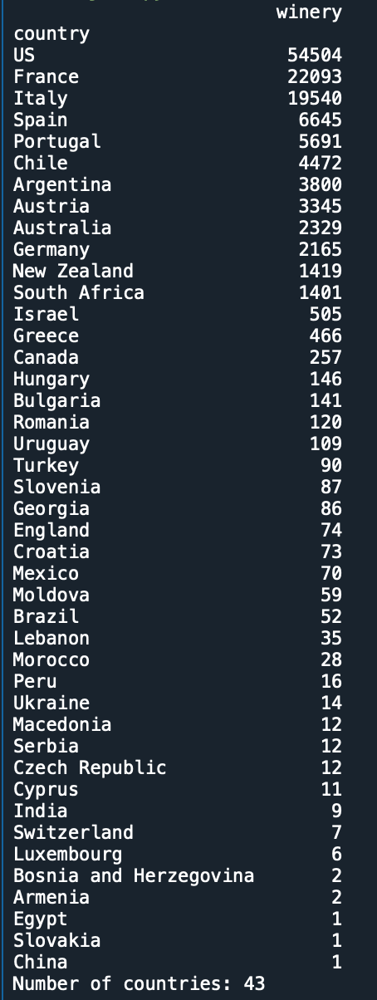 winery
country
US 54504
France 22093
Italy 19540
Spain 6645
Portugal 5691
Chile 4472
Argentina 3800
Austria 3345
Australia 2329
Germany 2165
New Zealand 1419
South Africa 1401
Israel 505
Greece 466
Canada 257
Hungary 146
Bulgaria 141
Romania 120
Uruguay 109
Turkey 90
Slovenia 87
Georgia 86
England 74
Croatia 73
Mexico 70
Moldova 59
Brazil 52
Lebanon 35
Morocco 28
Peru 16
Ukraine 14
Macedonia 12
Serbia 12
Czech Republic 12
Cyprus 11
India 9
Switzerland 7
Luxembourg 6
Bosnia and Herzegovina 2
Armenia 2
Egypt 1
Slovakia 1
China 1
Number of countries: 43